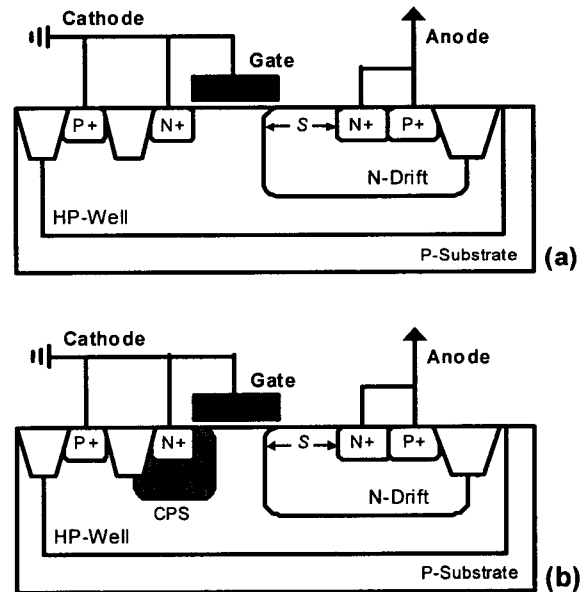 Cathode
Anode
Gate
P+
N+
S
N+
P+
N-Drift
HP-Well
P-Substrate
(a)
Cathode
Anode
Gate
P+
N+
S
N+
P+
N-Drift
CPS
HP-Well
P-Substrate
(b)